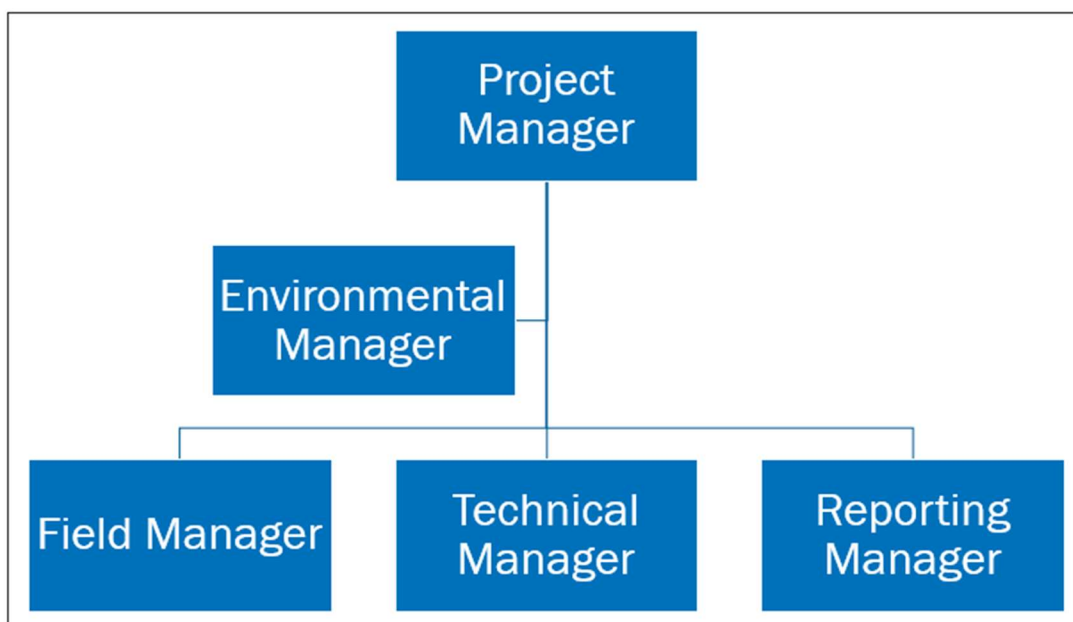 Project
Manager
Environmental
Manager
Field Manager
Technical
Manager
Reporting
Manager